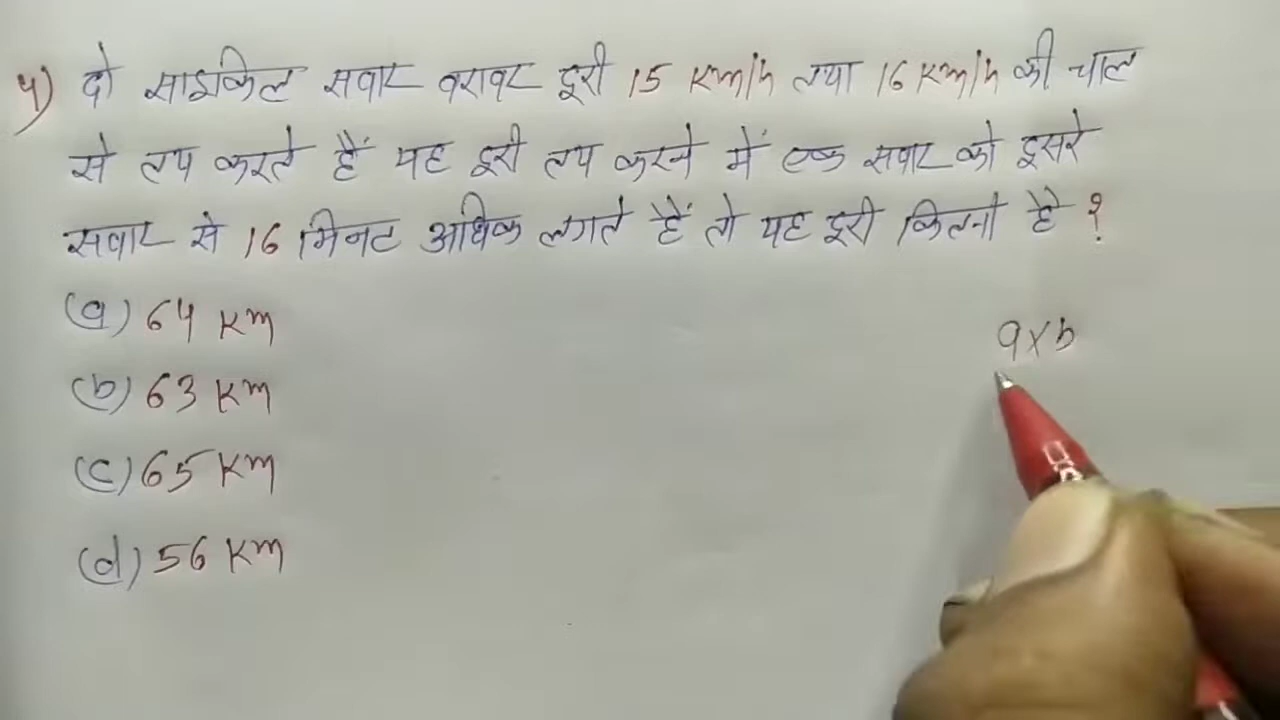 4) दो साइकिल सवार बराबर दूरी 15 Km/h तथा 16 Km/h की चाल
से तय करते हैं यह दूरी तय करने में एक सवार को दूसरे
सवार से 16 मिनट अधिक लगते हैं तो यह दूरी कितनी है ?
(a) 64 Km
a×b
(b) 63 Km
(c) 65 Km
(d) 56 Km